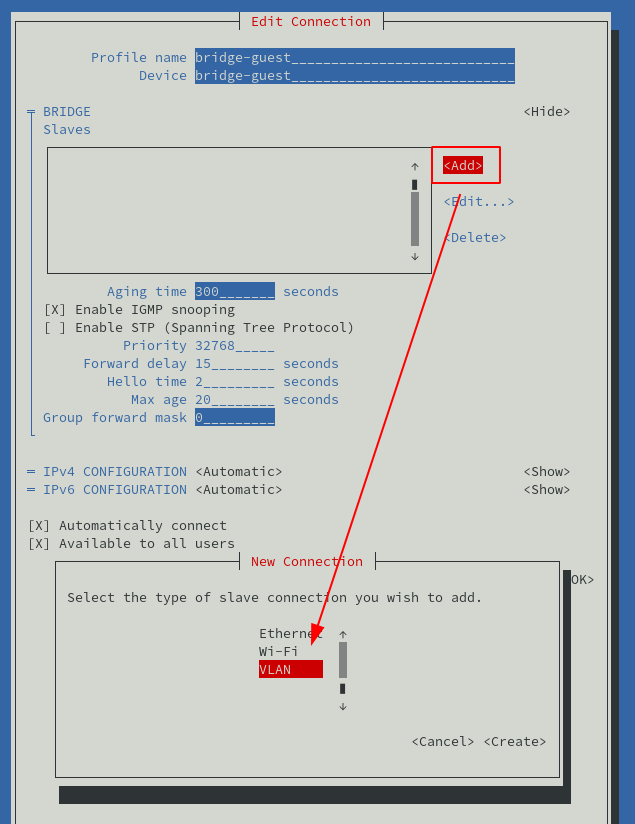 Edit Connection
Profile name bridge-guest____________________________
Device bridge-guest____________________________
═ BRIDGE <Hide>
Slaves
↑ <Add>
<Edit...>
<Delete>
↓
Aging time 300_______ seconds
[X] Enable IGMP snooping
[ ] Enable STP (Spanning Tree Protocol)
Priority 32768_____
Forward delay 15________ seconds
Hello time 2_________ seconds
Max age 20________ seconds
Group forward mask 0_________
═ IPv4 CONFIGURATION <Automatic> <Show>
═ IPv6 CONFIGURATION <Automatic> <Show>
[X] Automatically connect
[X] Available to all users
New Connection
OK>
Select the type of slave connection you wish to add.
Ethernet ↑
Wi-Fi
VLAN
↓
<Cancel> <Create>